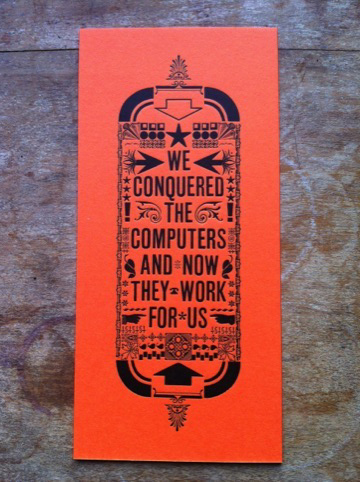 WE
CONQUERED
THE
COMPUTERS
AND NOW
THEY WORK
FOR*US